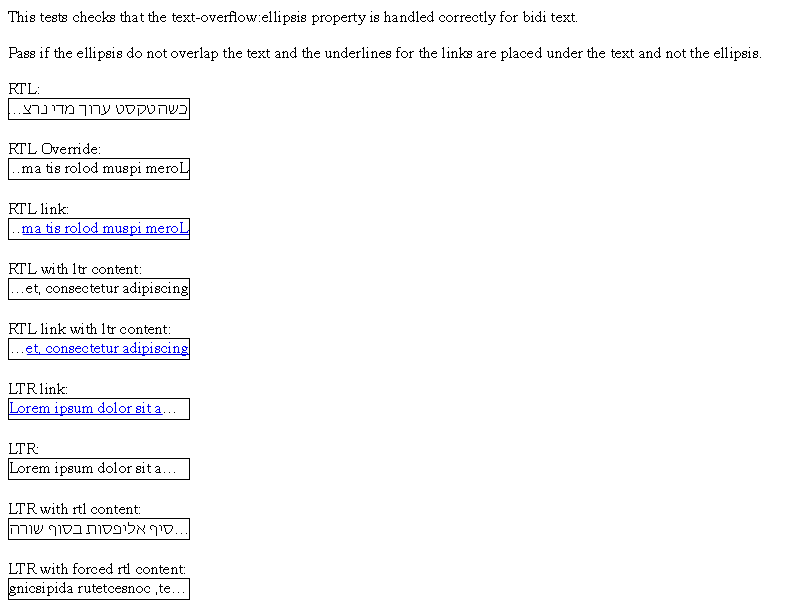 This tests checks that the text-overflow:ellipsis property is handled correctly for bidi text.
Pass if the ellipsis do not overlap the text and the underlines for the links are placed under the text and not the ellipsis.
RTL:
כשהטקסט ערוך מדי נרצ...
RTL Override:
..ma tis rolod muspi meroL
RTL link:
..ma tis rolod muspi meroL
RTL with ltr content:
...et, consectetur adipiscing
RTL link with ltr content:
...et, consectetur adipiscing
LTR link:
Lorem ipsum dolor sit a...
LTR:
Lorem ipsum dolor sit a...
LTR with rtl content:
סיף אליפסות בסוף שורה...
LTR with forced rtl content:
gnicsipida rutetcesnoc ,te...